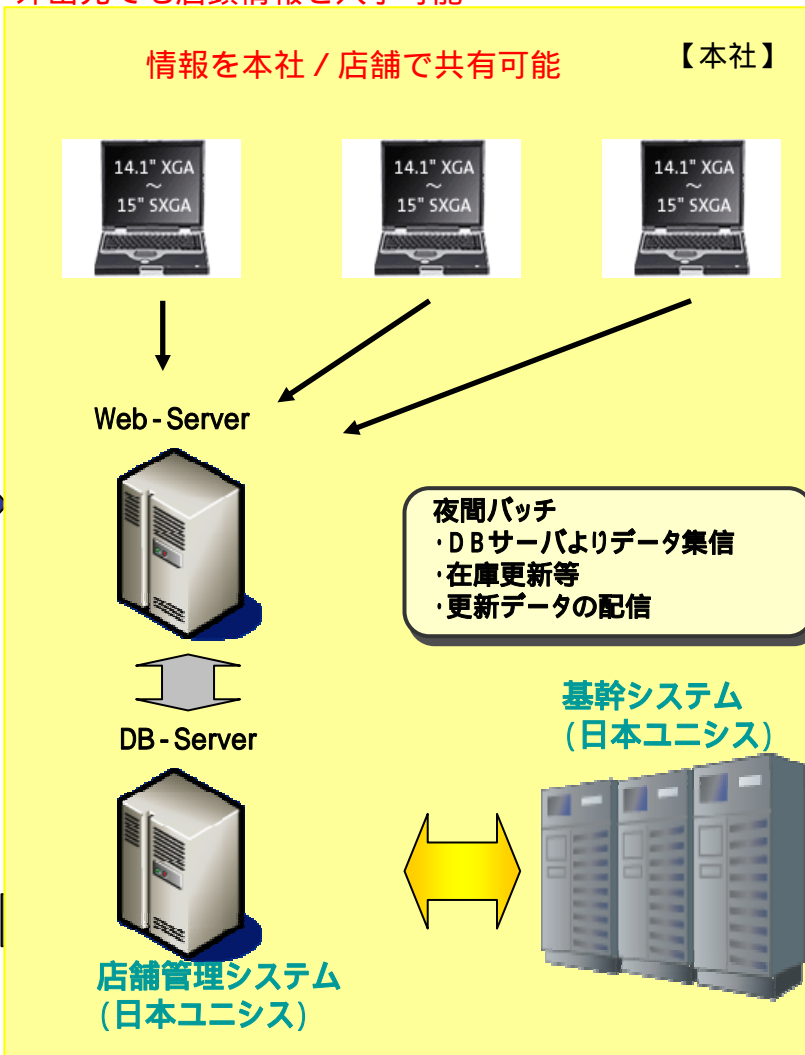 情報を本社 / 店舗で共有可能
【本社】
14.1" XGA
～
15" SXGA
14.1" XGA
～
15" SXGA
14.1" XGA
～
15" SXGA
Web-Server
夜間バッチ
・DBサーバよりデータ集信
・在庫更新等
・更新データの配信
DB-Server
基幹システム
(日本ユニシス)
店舗管理システム
(日本ユニシス)